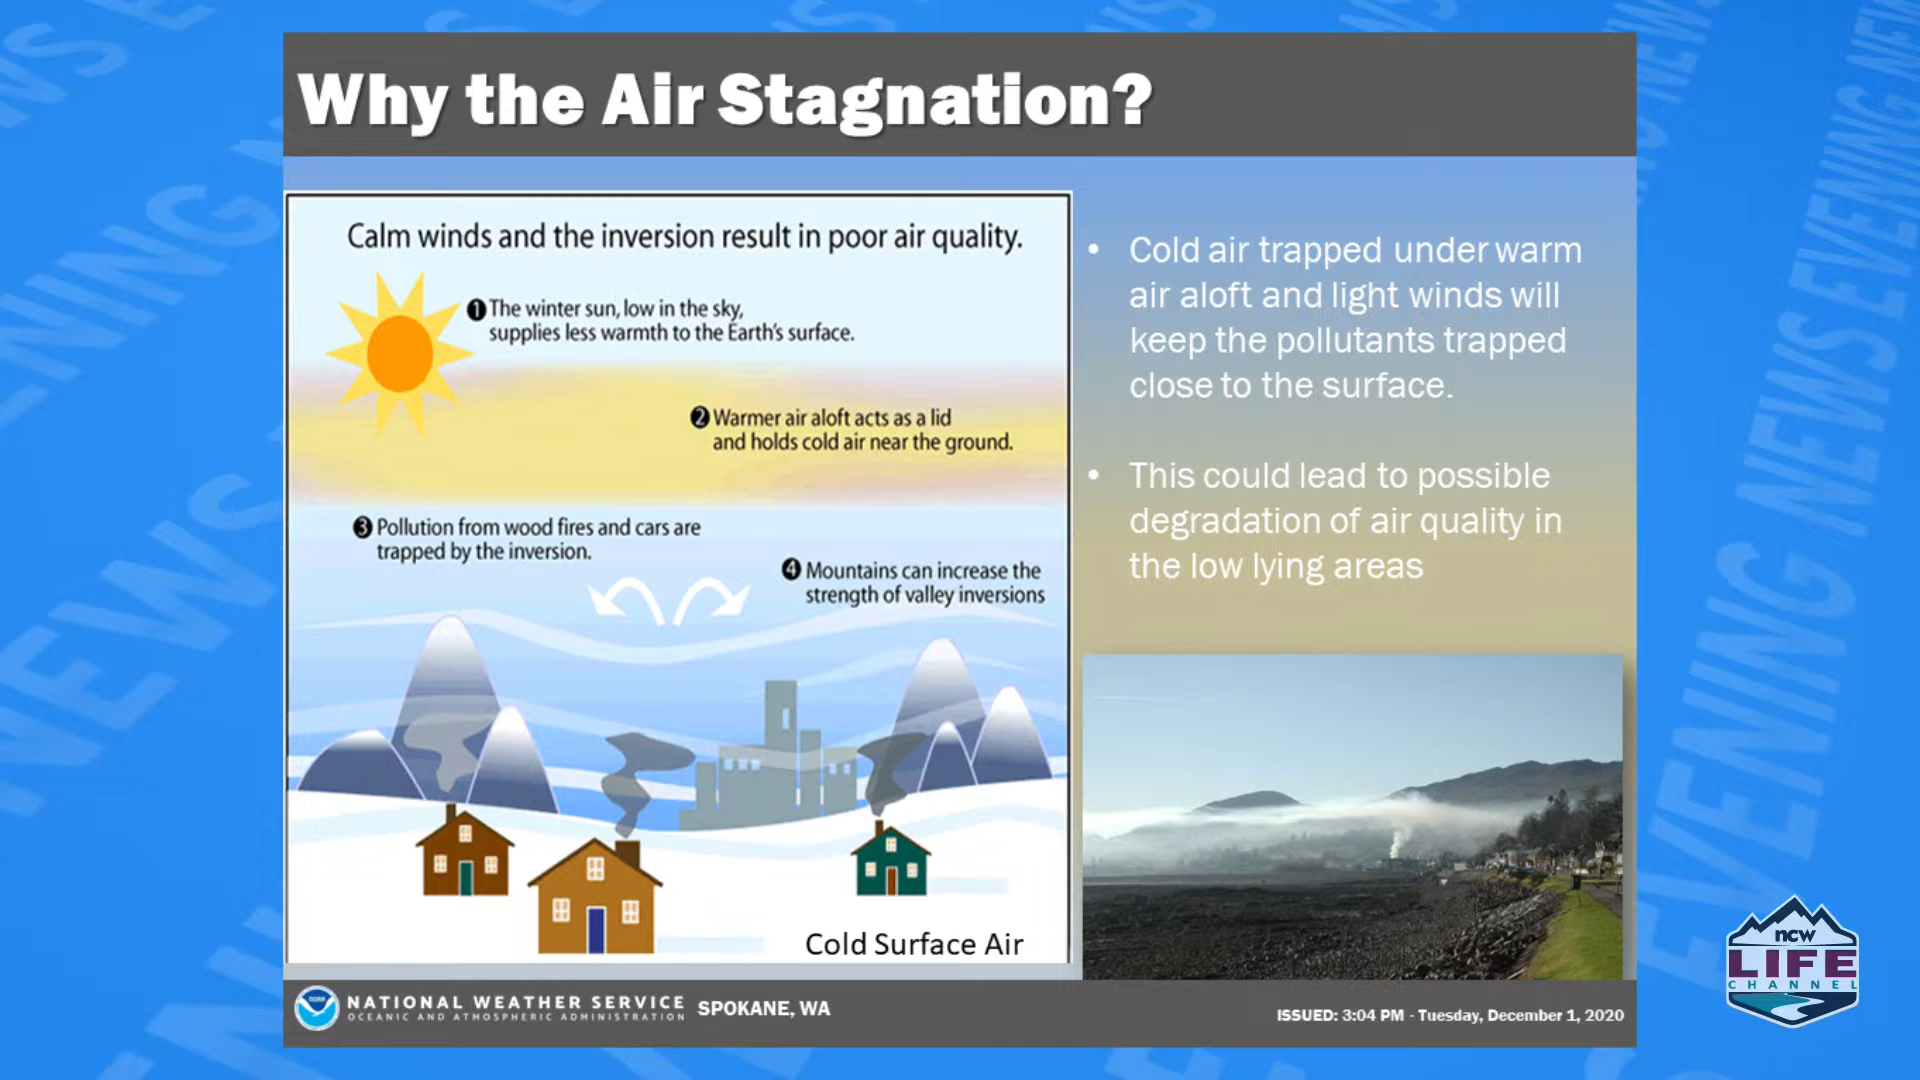 Why the Air Stagnation?
Calm winds and the inversion result in poor air quality.
1 The winter sun, low in the sky,
supplies less warmth to the Earth's surface.
2 Warmer air aloft acts as a lid
and holds cold air near the ground.
3 Pollution from wood fires and cars are
trapped by the inversion.
4 Mountains can increase the
strength of valley inversions
Cold Surface Air
• Cold air trapped under warm
air aloft and light winds will
keep the pollutants trapped
close to the surface.
• This could lead to possible
degradation of air quality in
the low lying areas
NATIONAL WEATHER SERVICE
OCEANIC AND ATMOSPHERIC ADMINISTRATION
SPOKANE, WA
ISSUED: 3:04 PM - Tuesday, December 1, 2020
ncw
LIFE
CHANNEL
EVENING NEWS
EVENING NEWS